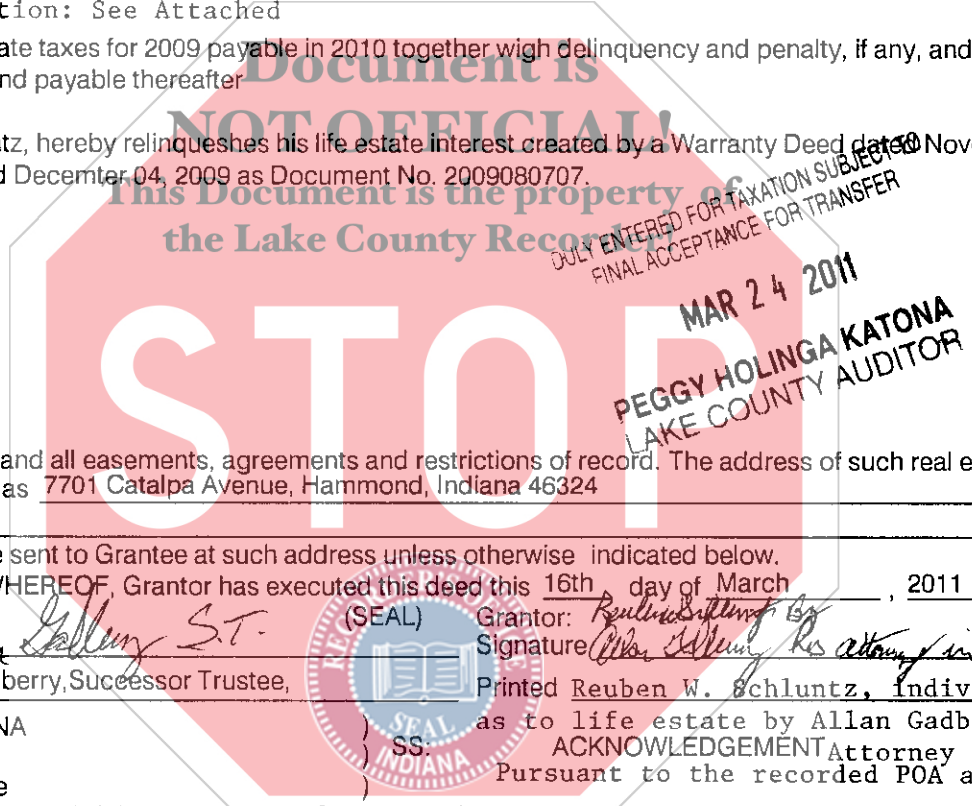 tion: See Attached
ate taxes for 2009 payable in 2010 together wigh delinquency and penalty, if any, and
nd payable thereafter
Document is
NOT OFFICIAL!
tz, hereby relinqueshes his life estate interest created by a Warranty Deed dated Nov
d Decemter 04, 2009 as Document No. 2009080707.
This Document is the property of
the Lake County Recorder!
DULY ENTERED FOR TAXATION SUBJECT TO
FINAL ACCEPTANCE FOR TRANSFER
MAR 24 2011
PEGGY HOLINGA KATONA
LAKE COUNTY AUDITOR
STOP
and all easements, agreements and restrictions of record. The address of such real e
as 7701 Catalpa Avenue, Hammond, Indiana 46324
e sent to Grantee at such address unless otherwise indicated below.
WHEREOF, Grantor has executed this deed this 16th day of March, 2011
(SEAL) Grantor: By
S.T. Signature attorney in
berry, Successor Trustee, Printed Reuben W. Schluntz, indiv
NA as to life estate by Allan Gadb
) SS: ACKNOWLEDGEMENT Attorney
e Pursuant to the recorded POA a
RECORDER'S OFFICE
SEAL
INDIANA